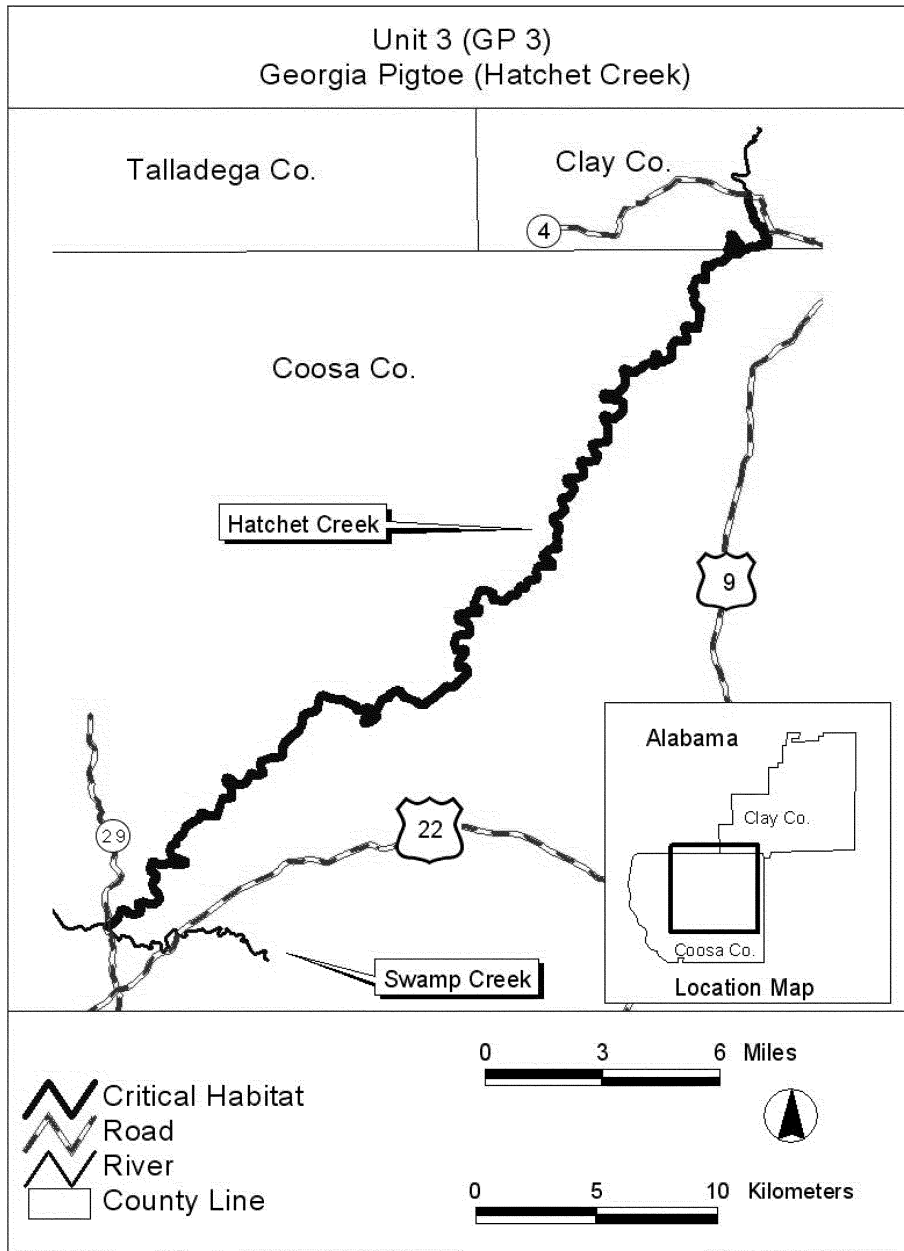 Unit 3 (GP 3)
Georgia Pigtoe (Hatchet Creek)
Talladega Co.
Clay Co.
4
Coosa Co.
Hatchet Creek
9
Alabama
Clay Co.
Coosa Co.
Location Map
22
29
Swamp Creek
Critical Habitat
Road
River
County Line
0 3 6 Miles
0 5 10 Kilometers